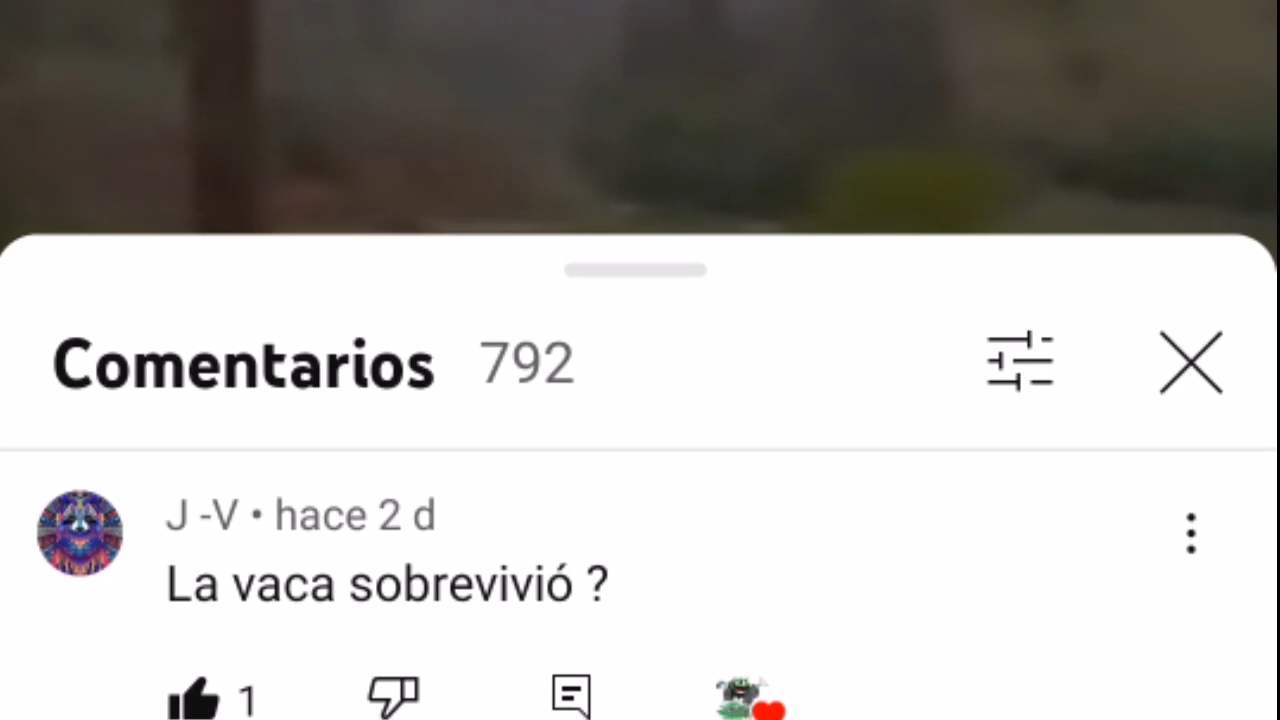 Comentarios 792
J -V • hace 2 d
La vaca sobrevivió ?
1